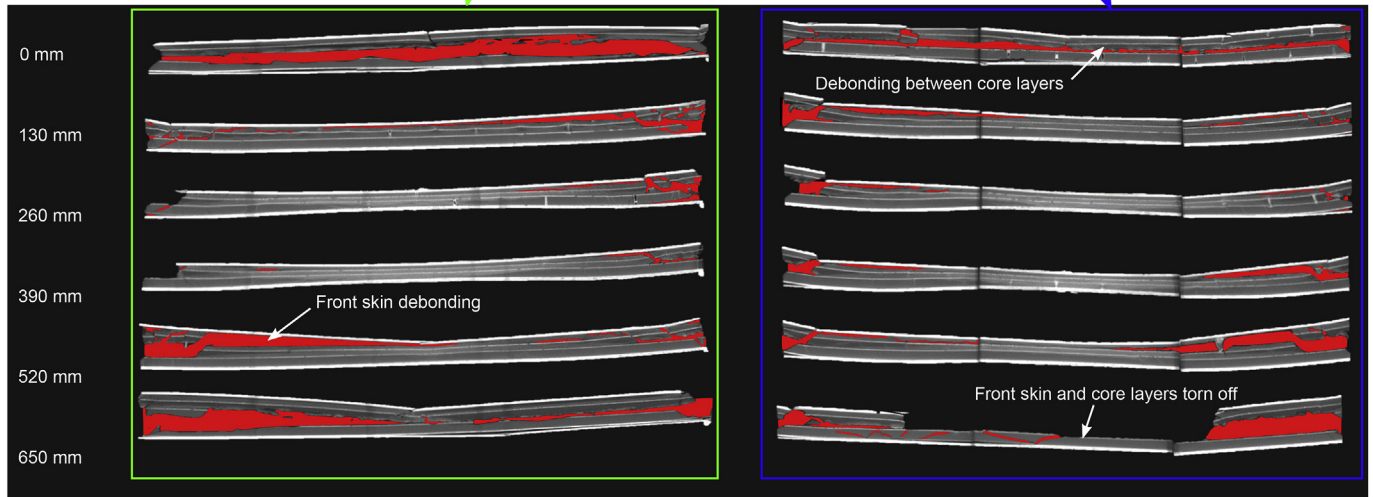 0 mm
Debonding between core layers
130 mm
260 mm
390 mm
Front skin debonding
520 mm
Front skin and core layers torn off
650 mm